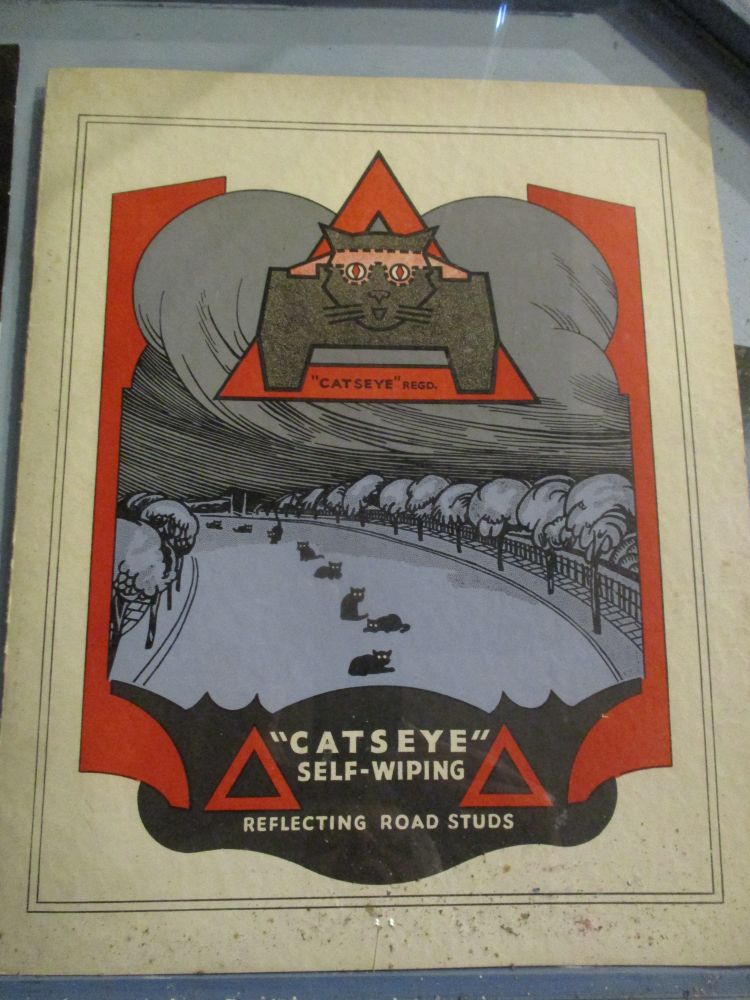 "CATSEYE" REGD.
"CATSEYE"
SELF-WIPING
REFLECTING ROAD STUDS